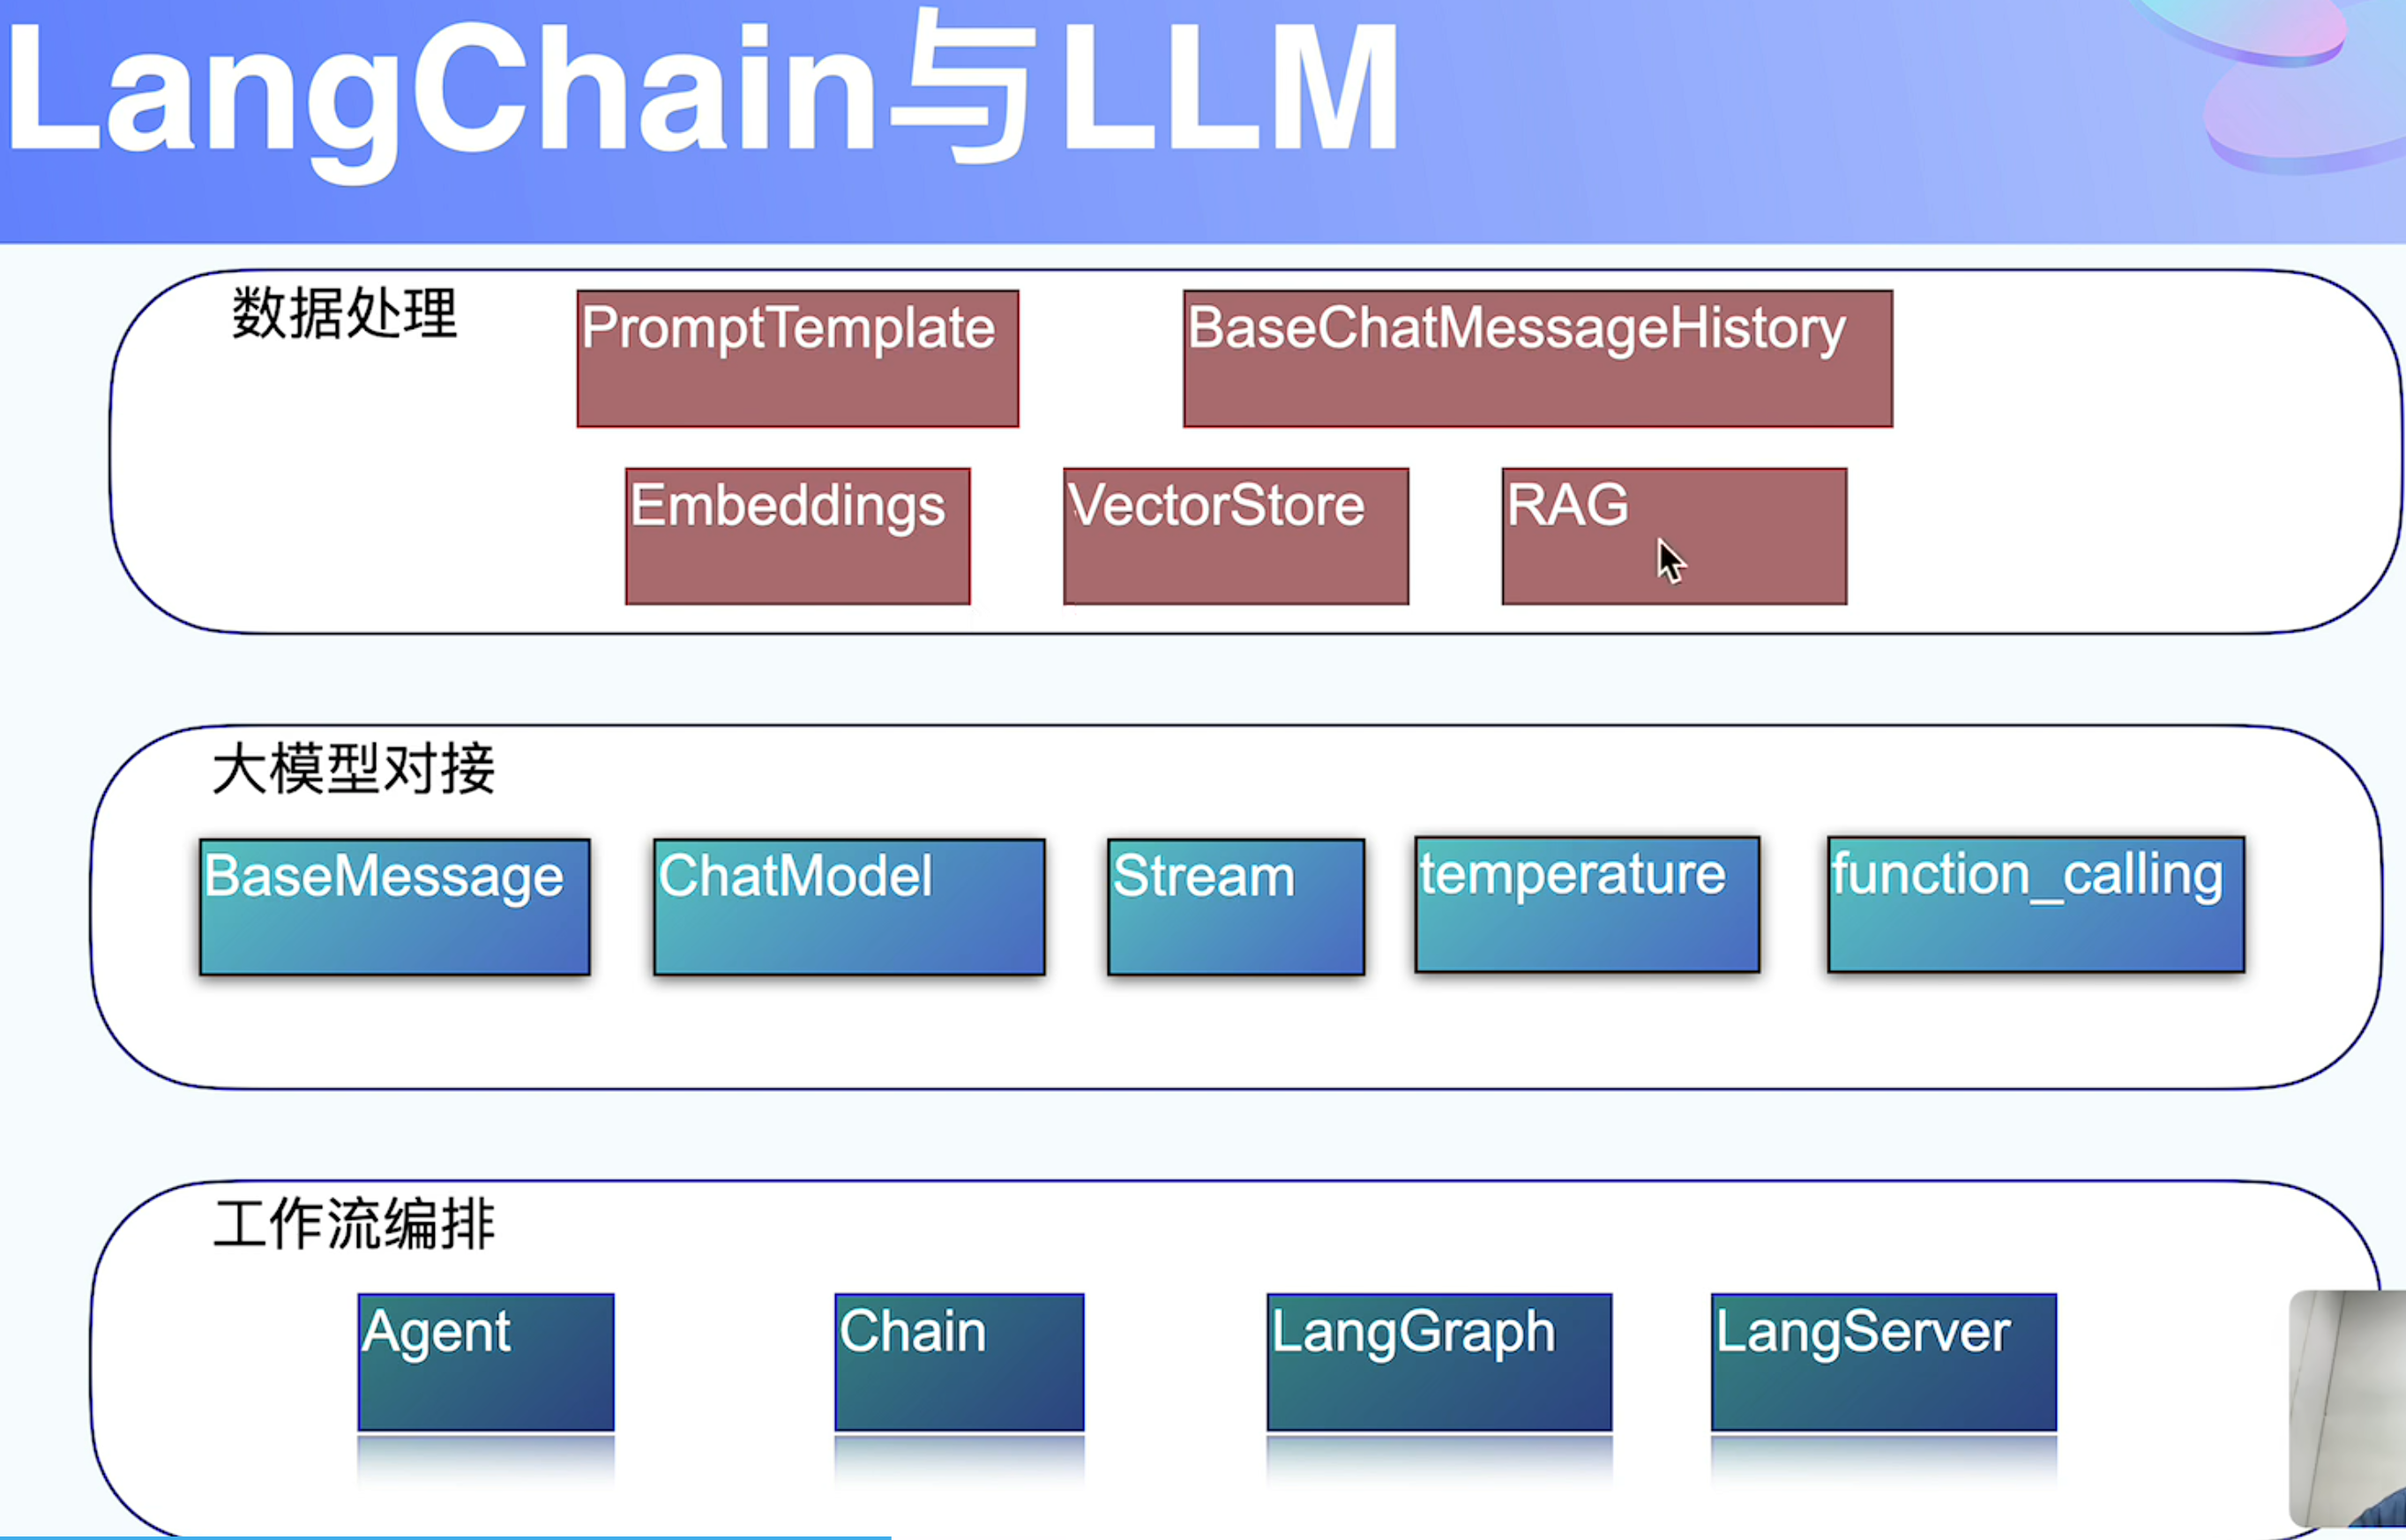 LangChain与LLM
数据处理
PromptTemplate
BaseChatMessageHistory
Embeddings
VectorStore
RAG
大模型对接
BaseMessage
ChatModel
Stream
temperature
function_calling
工作流编排
Agent
Chain
LangGraph
LangServer